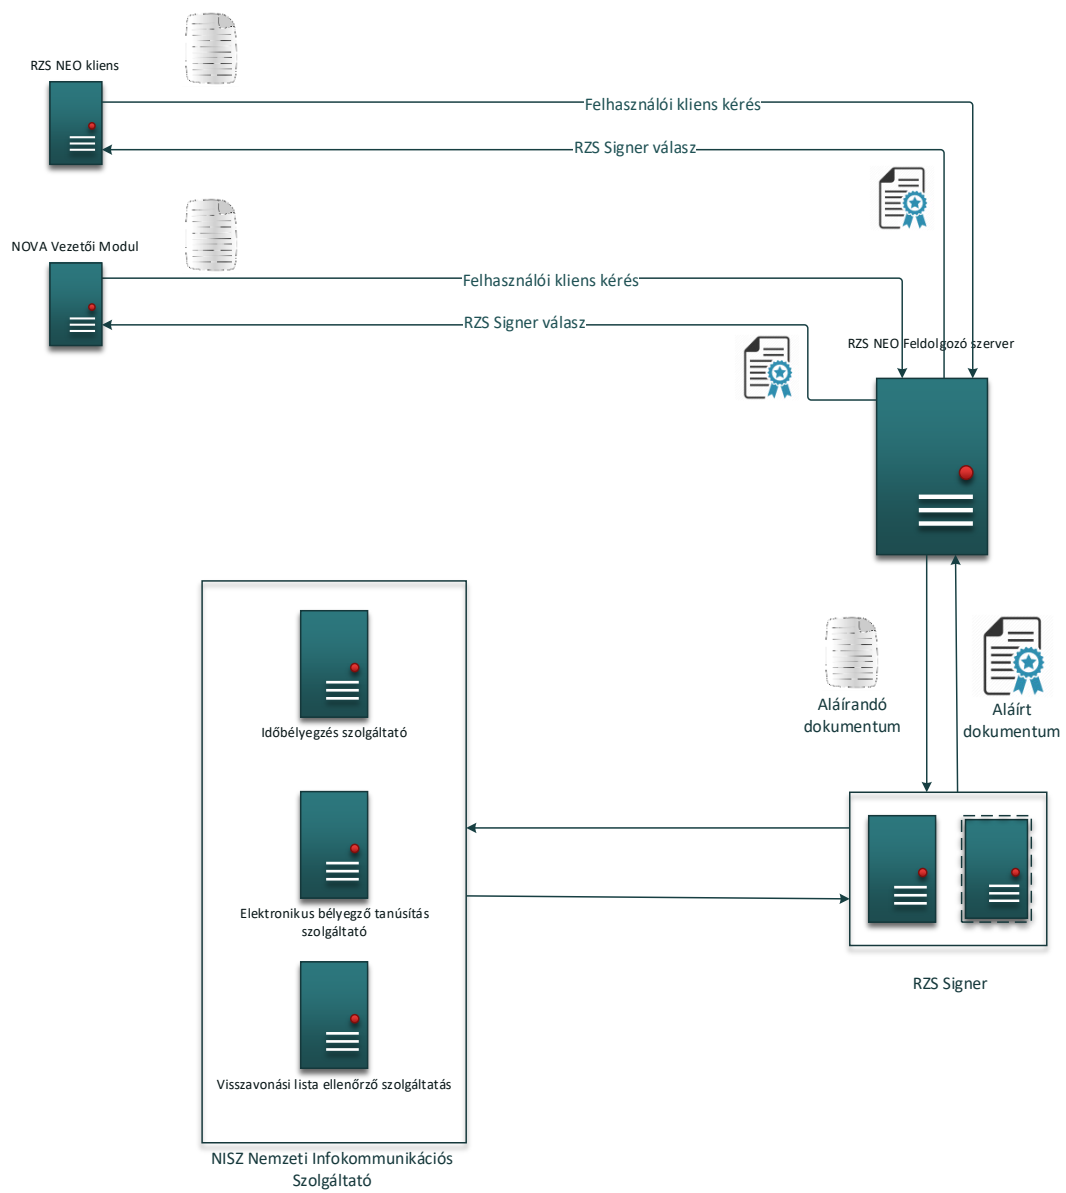 RZS NEO kliens
Felhasználói kliens kérés
RZS Signer válasz
NOVA Vezetői Modul
Felhasználói kliens kérés
RZS Signer válasz
RZS NEO Feldolgozó szerver
Aláírandó
dokumentum
Aláírt
dokumentum
Időbélyegzés szolgáltató
Elektronikus bélyegző tanúsítás
szolgáltató
RZS Signer
Visszavonási lista ellenőrző szolgáltatás
NISZ Nemzeti Infokommunikációs
Szolgáltató